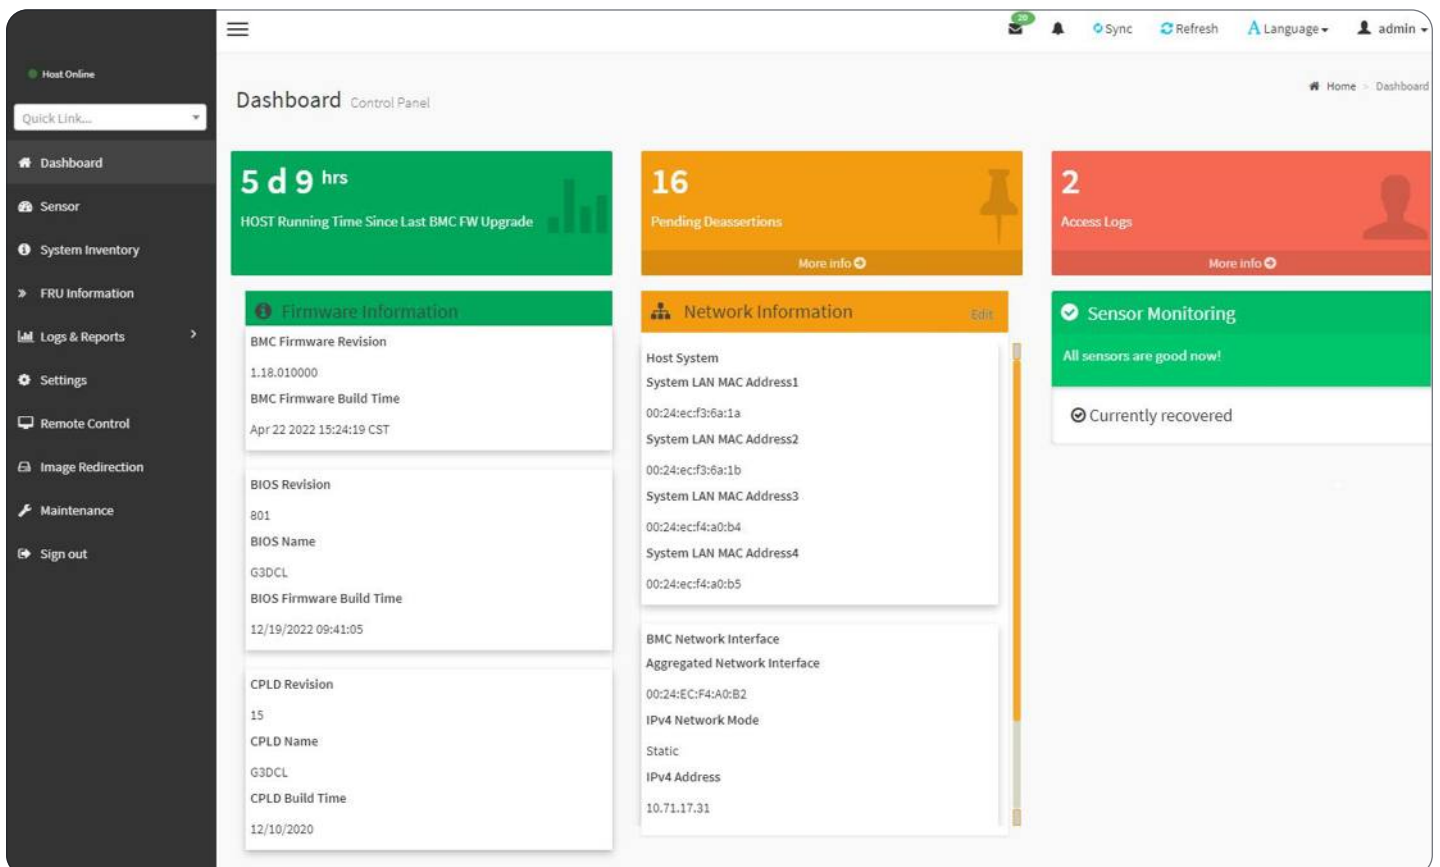 20
Sync
Refresh
A Language
admin
Host Online
Quick Link...
Dashboard
Sensor
System Inventory
FRU Information
Logs & Reports
Settings
Remote Control
Image Redirection
Maintenance
Sign out
Dashboard Control Panel
Home > Dashboard
5 d 9 hrs
HOST Running Time Since Last BMC FW Upgrade
16
Pending Deassertions
More info
2
Access Logs
More info
Firmware Information
BMC Firmware Revision
1.18.010000
BMC Firmware Build Time
Apr 22 2022 15:24:19 CST
BIOS Revision
801
BIOS Name
G3DCL
BIOS Firmware Build Time
12/19/2022 09:41:05
CPLD Revision
15
CPLD Name
G3DCL
CPLD Build Time
12/10/2020
Network Information Edit
Host System
System LAN MAC Address1
00:24:ec:f3:6a:1a
System LAN MAC Address2
00:24:ec:f3:6a:1b
System LAN MAC Address3
00:24:ec:f4:a0:b4
System LAN MAC Address4
00:24:ec:f4:a0:b5
BMC Network Interface
Aggregated Network Interface
00:24:EC:F4:A0:B2
IPv4 Network Mode
Static
IPv4 Address
10.71.17.31
Sensor Monitoring
All sensors are good now!
Currently recovered